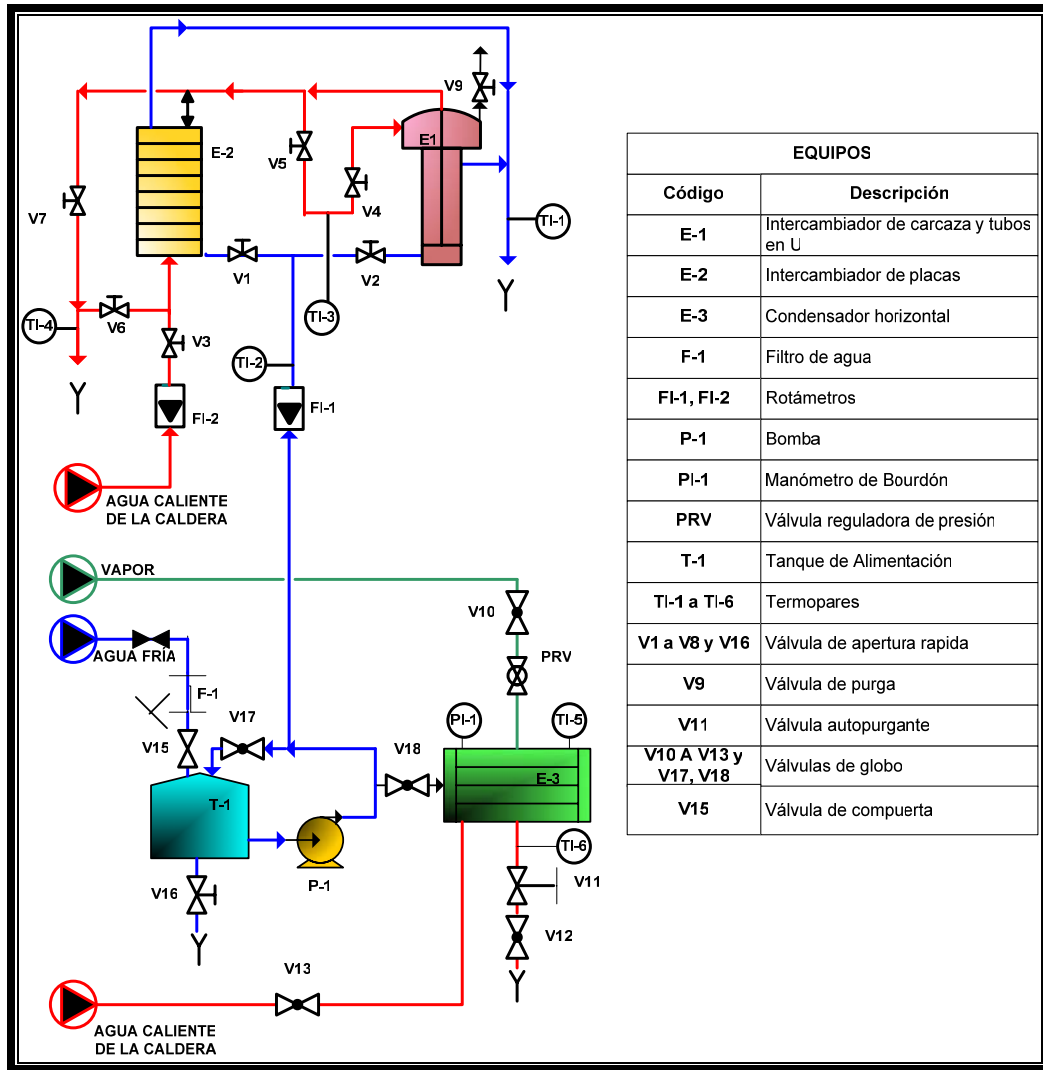 V9
E1
E-2
V5
V4
V7
TI-1
V1
V2
TI-3
TI-4
V6
V3
TI-2
FI-2
FI-1
AGUA CALIENTE
DE LA CALDERA
VAPOR
V10
AGUA FRÍA
PRV
F-1
PI-1
TI-5
V17
V15
V18
E-3
T-1
TI-6
P-1
V16
V11
V12
V13
AGUA CALIENTE
DE LA CALDERA
EQUIPOS
Código Descripción
E-1 Intercambiador de carcaza y tubos
en U
E-2 Intercambiador de placas
E-3 Condensador horizontal
F-1 Filtro de agua
FI-1, FI-2 Rotámetros
P-1 Bomba
PI-1 Manómetro de Bourdón
PRV Válvula reguladora de presión
T-1 Tanque de Alimentación
TI-1 a TI-6 Termopares
V1 a V8 y V16 Válvula de apertura rapida
V9 Válvula de purga
V11 Válvula autopurgante
V10 A V13 y
V17, V18 Válvulas de globo
V15 Válvula de compuerta